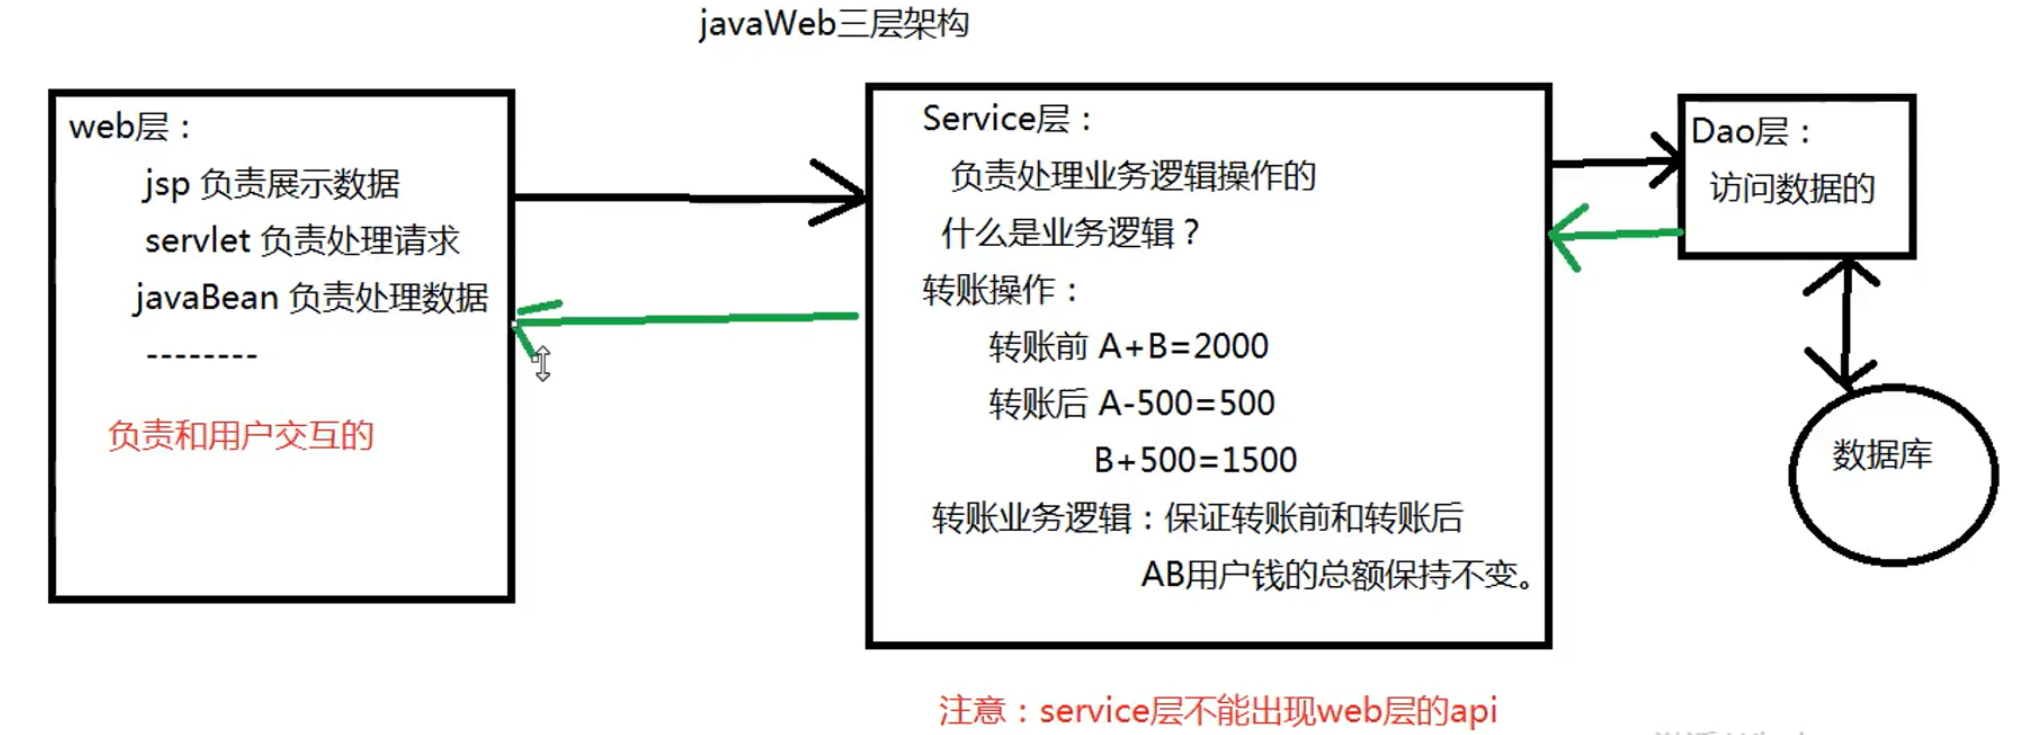 javaWeb三层架构
web层：
jsp 负责展示数据
servlet 负责处理请求
javaBean 负责处理数据
--------
负责和用户交互的
Service层：
负责处理业务逻辑操作的
什么是业务逻辑？
转账操作：
转账前 A+B=2000
转账后 A-500=500
B+500=1500
转账业务逻辑：保证转账前和转账后
AB用户钱的总额保持不变。
Dao层：
访问数据的
数据库
注意：service层不能出现web层的api